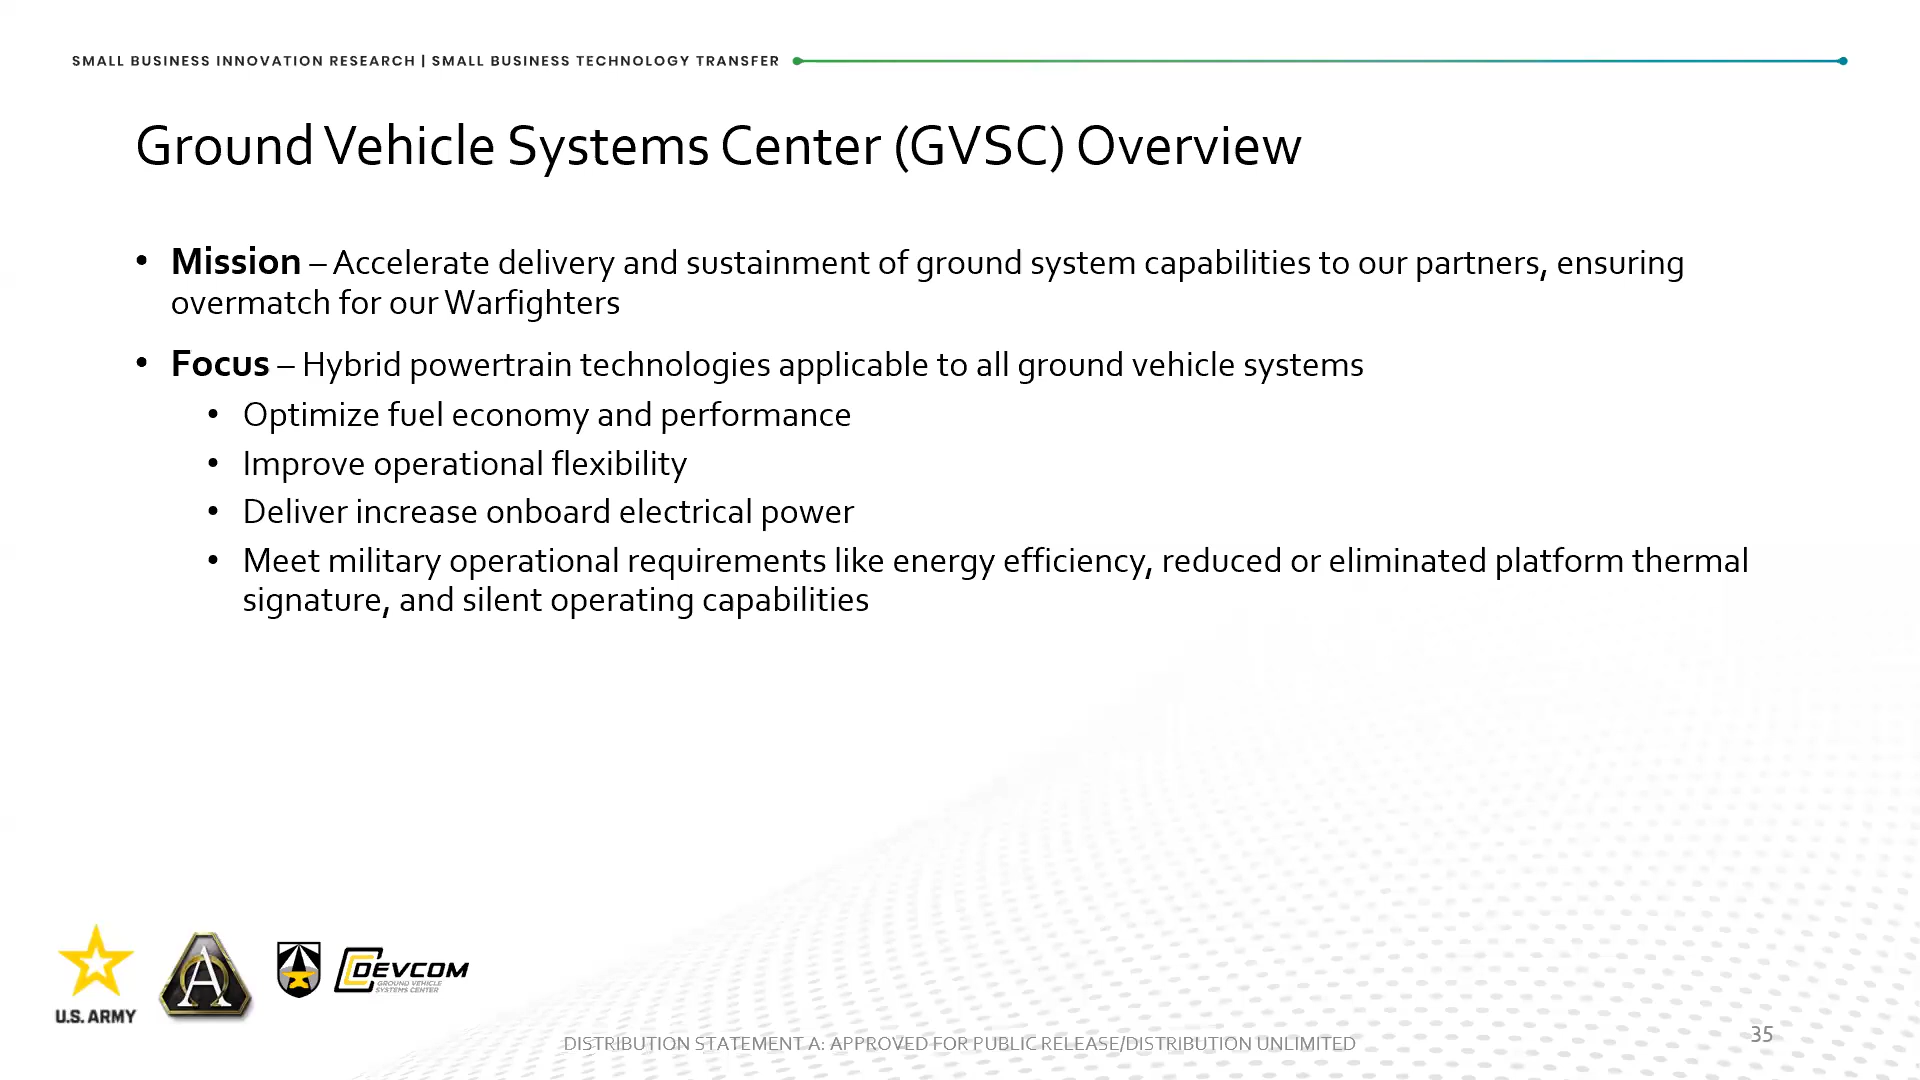 SMALL BUSINESS INNOVATION RESEARCH | SMALL BUSINESS TECHNOLOGY TRANSFER
Ground Vehicle Systems Center (GVSC) Overview
• Mission – Accelerate delivery and sustainment of ground system capabilities to our partners, ensuring
overmatch for our Warfighters
• Focus – Hybrid powertrain technologies applicable to all ground vehicle systems
• Optimize fuel economy and performance
• Improve operational flexibility
• Deliver increase onboard electrical power
• Meet military operational requirements like energy efficiency, reduced or eliminated platform thermal
signature, and silent operating capabilities
A
DEVCOM
GROUND VEHICLE
SYSTEMS CENTER
U.S. ARMY
DISTRIBUTION STATEMENT A: APPROVED FOR PUBLIC RELEASE/DISTRIBUTION UNLIMITED
35